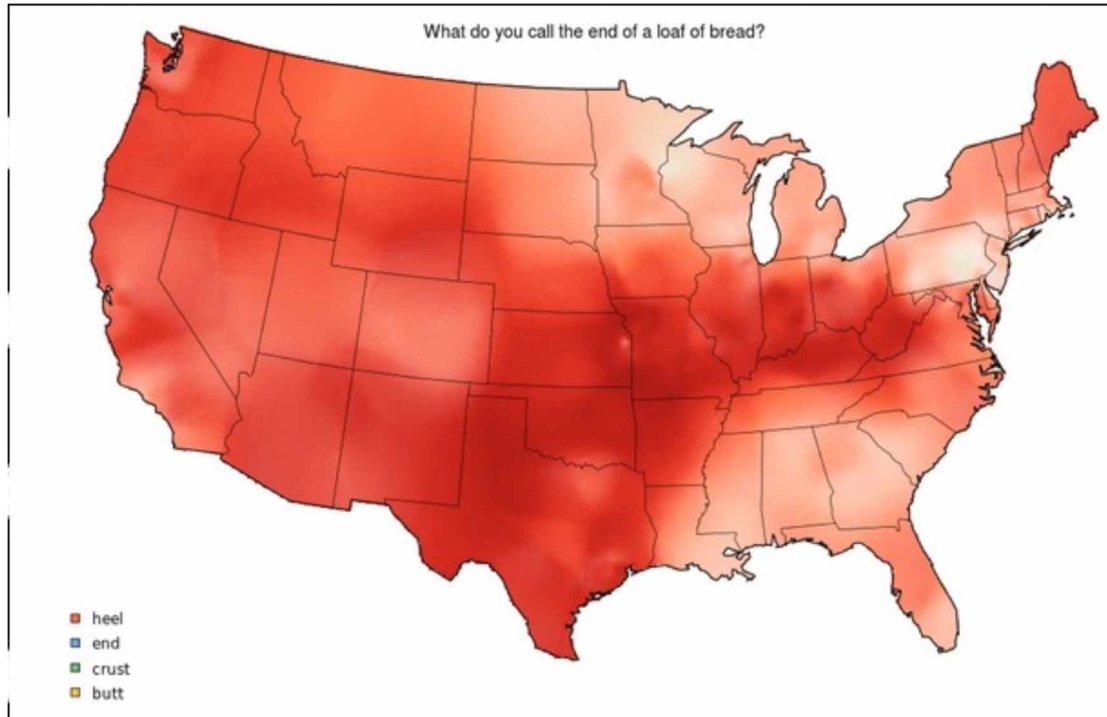 What do you call the end of a loaf of bread?
heel
end
crust
butt